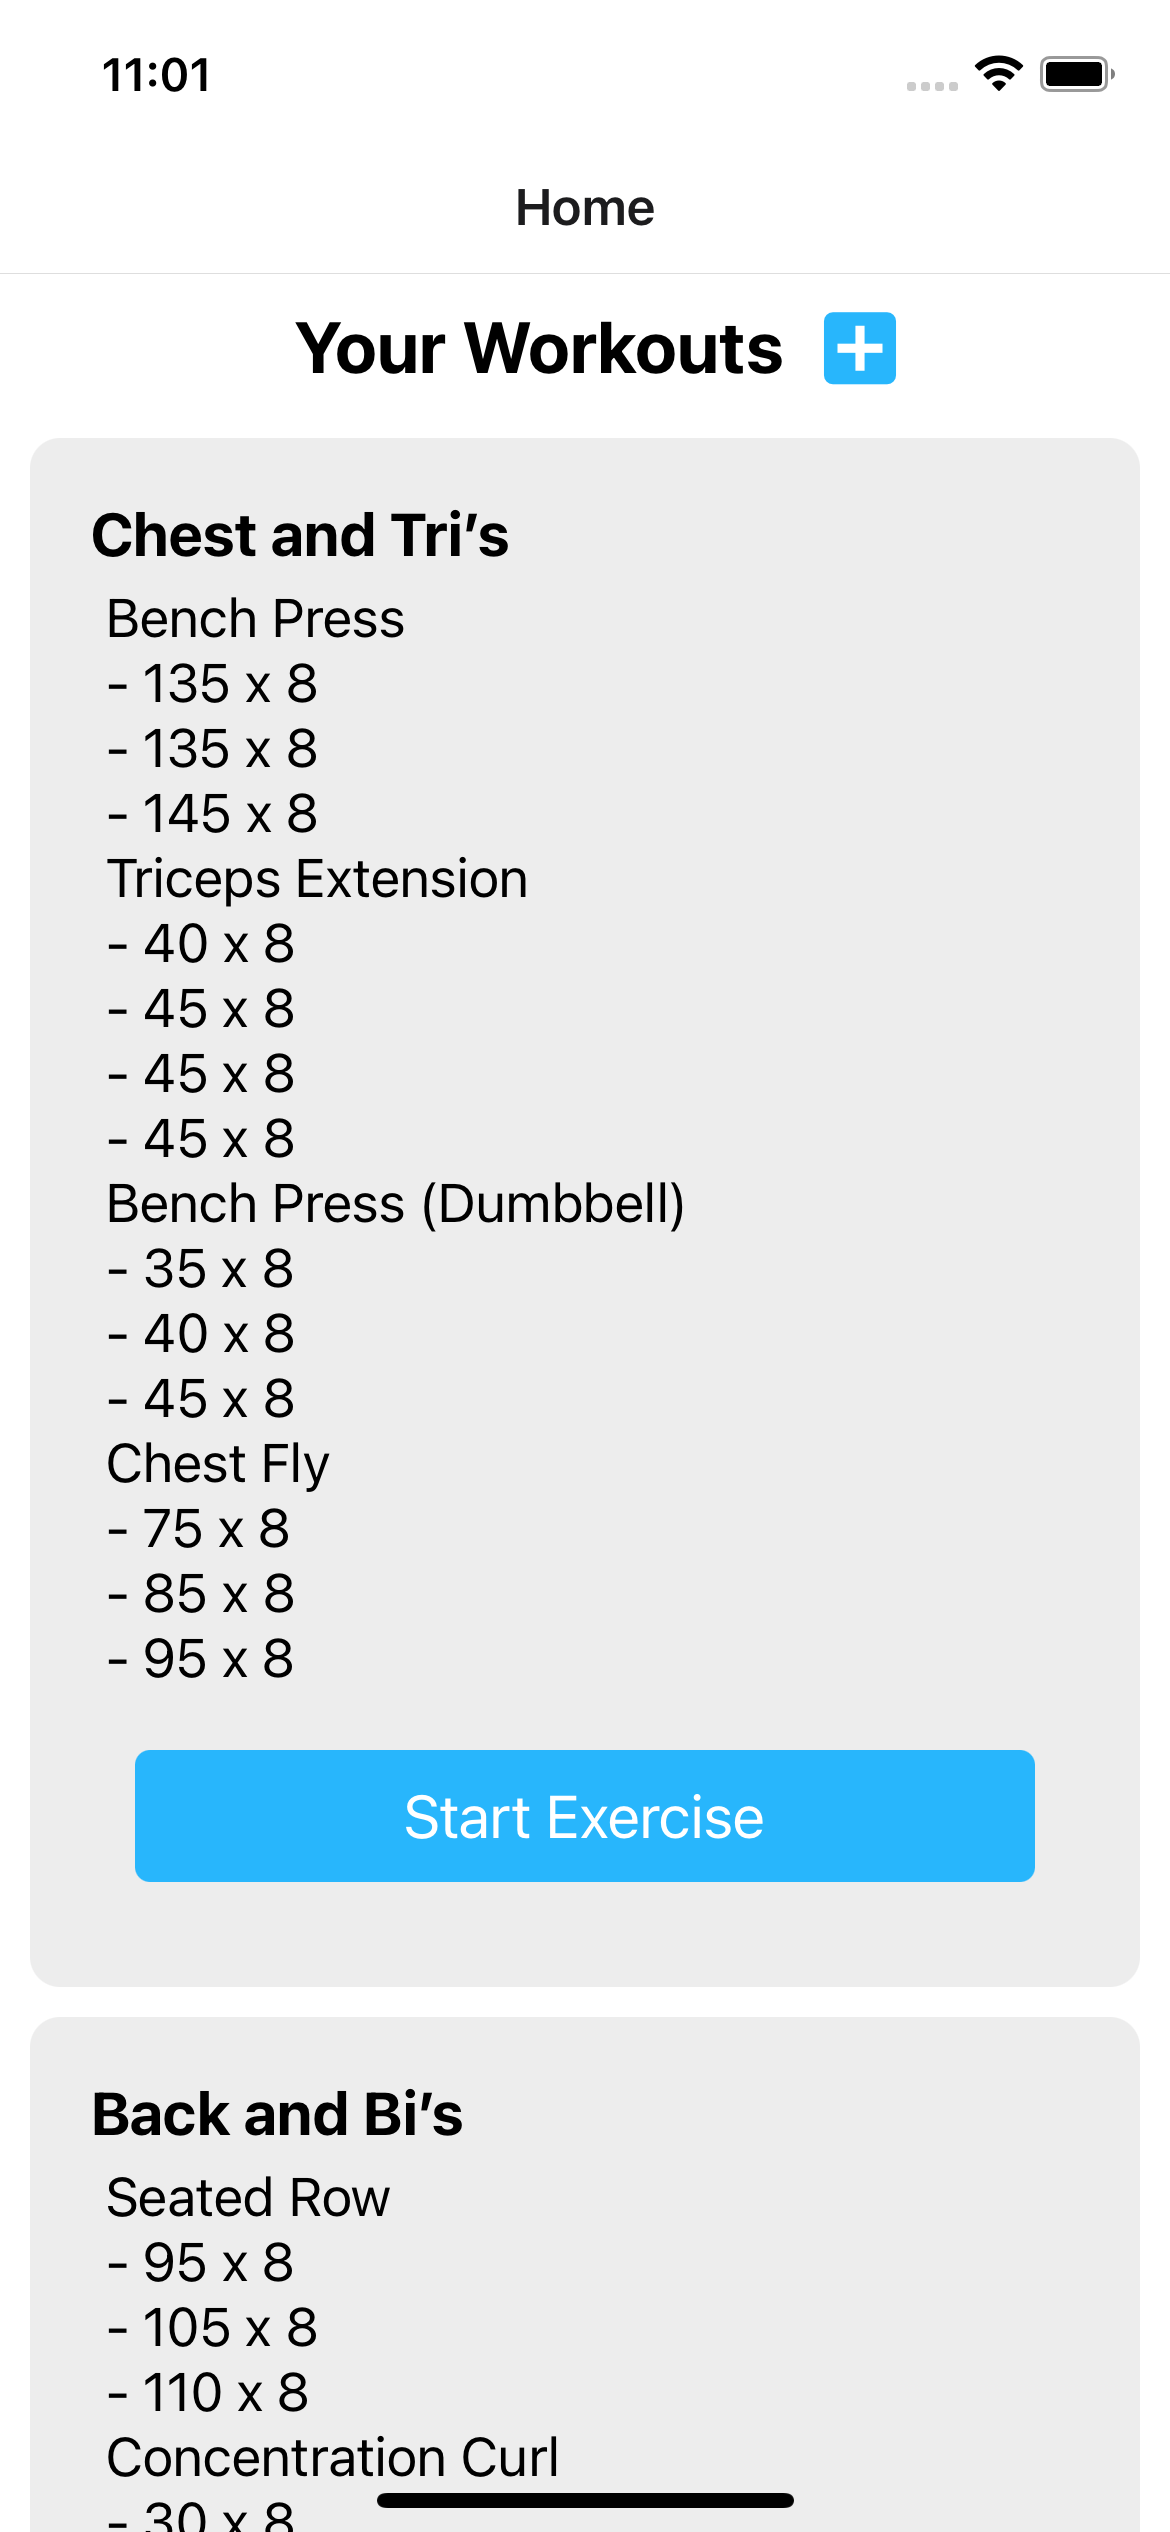 11:01
Home
Your Workouts
Chest and Tri’s
Bench Press
- 135 x 8
- 135 x 8
- 145 x 8
Triceps Extension
- 40 x 8
- 45 x 8
- 45 x 8
- 45 x 8
Bench Press (Dumbbell)
- 35 x 8
- 40 x 8
- 45 x 8
Chest Fly
- 75 x 8
- 85 x 8
- 95 x 8
Start Exercise
Back and Bi’s
Seated Row
- 95 x 8
- 105 x 8
- 110 x 8
Concentration Curl
- 30 x 8